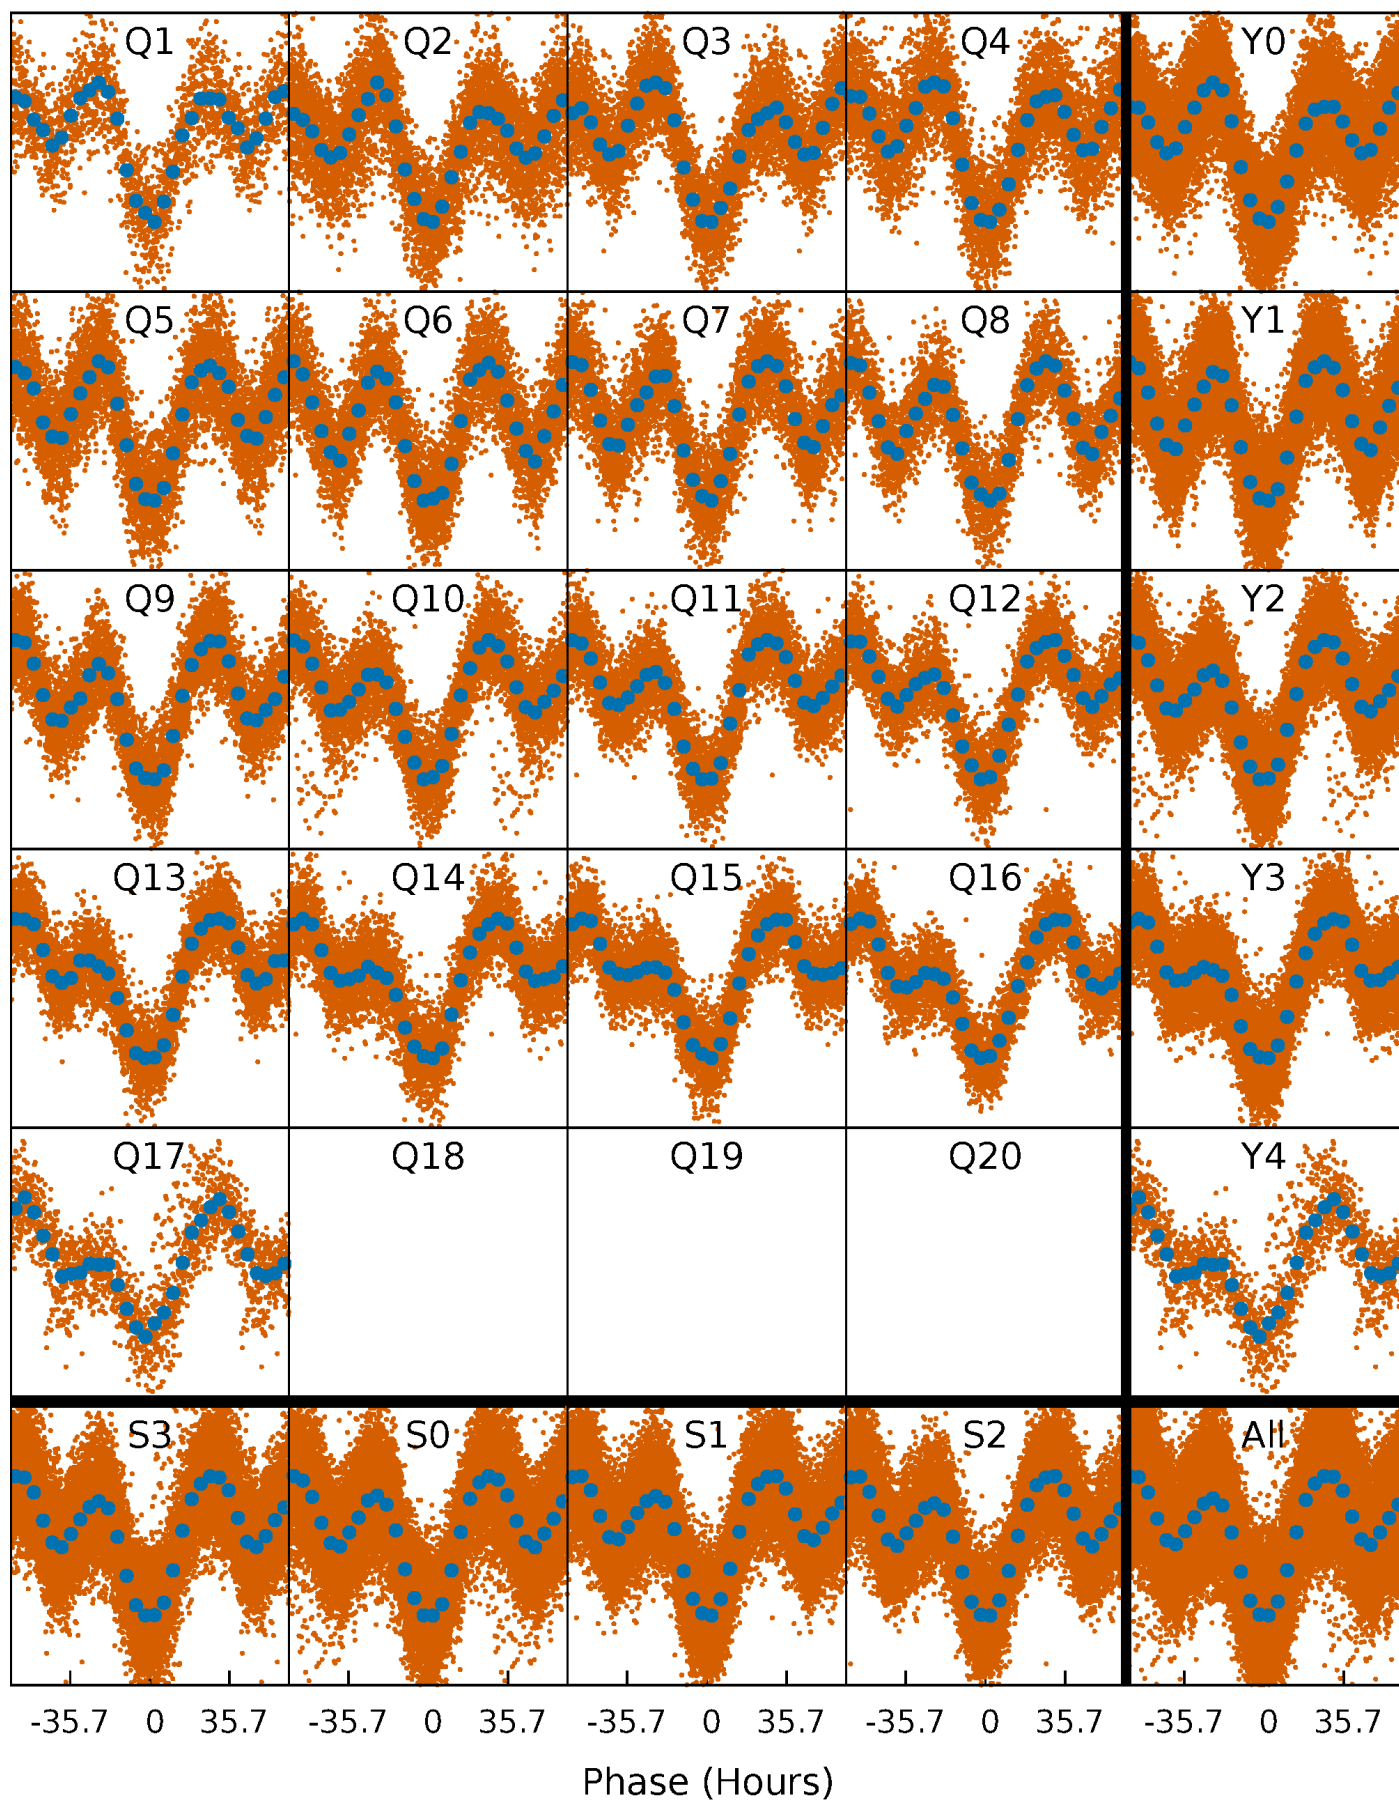 Q1 Q2 Q3 Q4 Y0
Q5 Q6 Q7 Q8 Y1
Q9 Q10 Q11 Q12 Y2
Q13 Q14 Q15 Q16 Y3
Q17 Q18 Q19 Q20 Y4
S3 S0 S1 S2 All
-35.7 0 35.7 -35.7 0 35.7 -35.7 0 35.7 -35.7 0 35.7 -35.7 0 35.7
Phase (Hours)